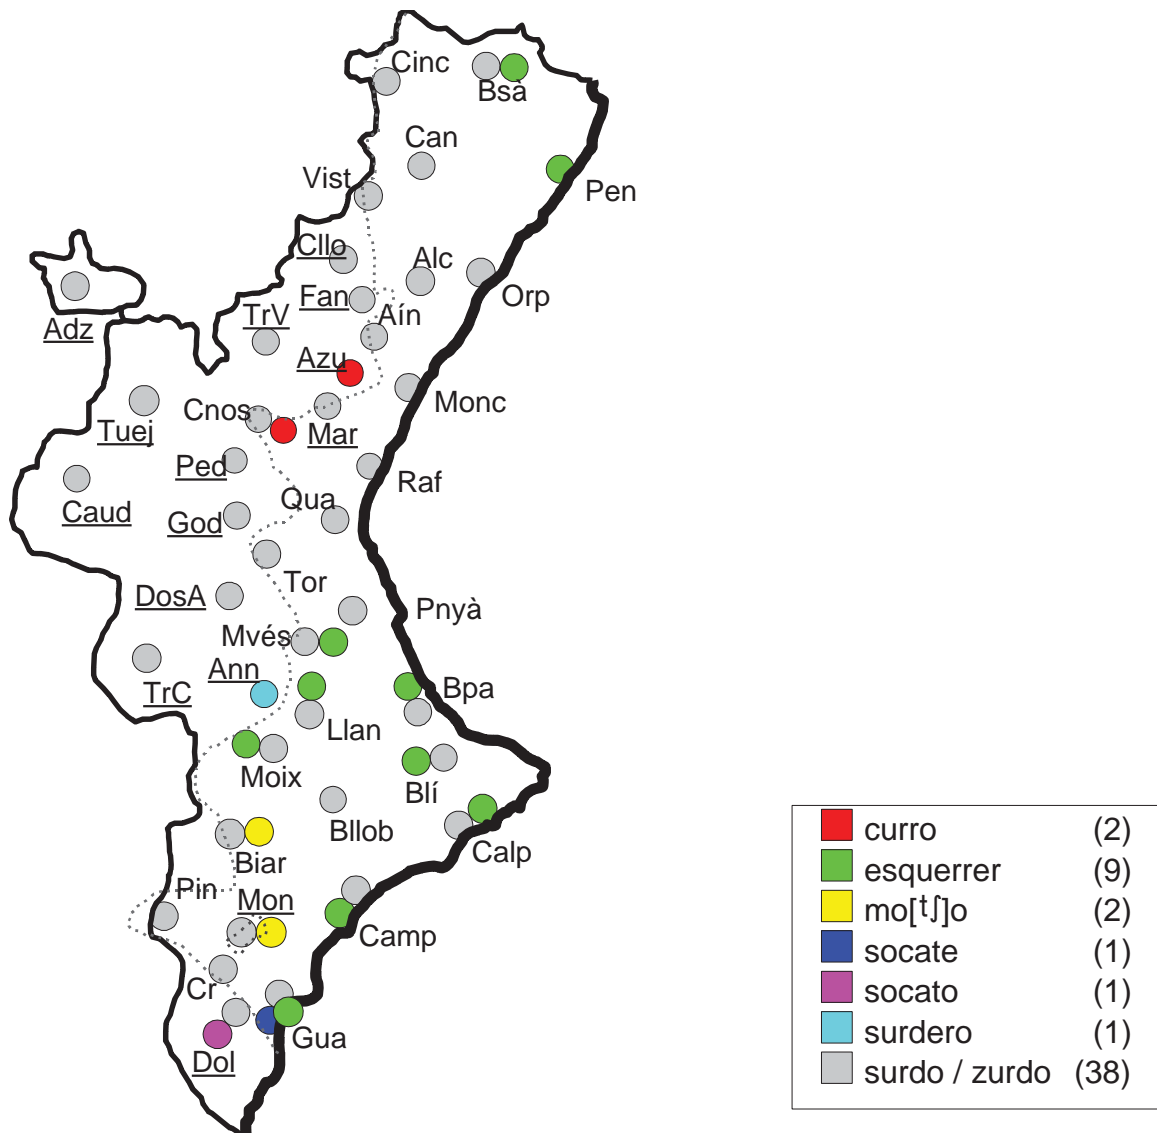 Cinc
Bsà
Can
Vist
Pen
Cllo
Alc
Orp
Fan
Adz
TrV
Aín
Azu
Monc
Cnos
Tuej
Mar
Ped
Raf
Caud
Qua
God
Tor
DosA
Pnyà
Mvés
Ann
TrC
Bpa
Llan
Moix
Blí
Bllob
Calp
Biar
Pin
Mon
Camp
Cr
Gua
Dol
curro (2)
esquerrer (9)
mo[tʃ]o (2)
socate (1)
socato (1)
surdero (1)
surdo / zurdo (38)